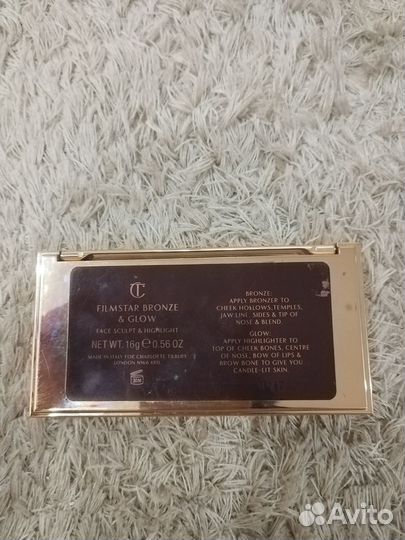 CT
FILMSTAR BRONZE
& GLOW
FACE SCULPT & HIGHLIGHT
NET WT. 16g e 0.56 OZ
MADE IN ITALY FOR CHARLOTTE TILBURY
LONDON
BRONZE:
APPLY BRONZER TO
CHEEK HOLLOWS, TEMPLES,
JAW LINE, SIDES & TIP OF
NOSE & BLEND.
GLOW:
APPLY HIGHLIGHTER TO
TOP OF CHEEK BONES, CENTRE
OF NOSE, BOW OF LIPS &
BROW BONE TO GIVE YOU
CANDLE-LIT SKIN.
Avito